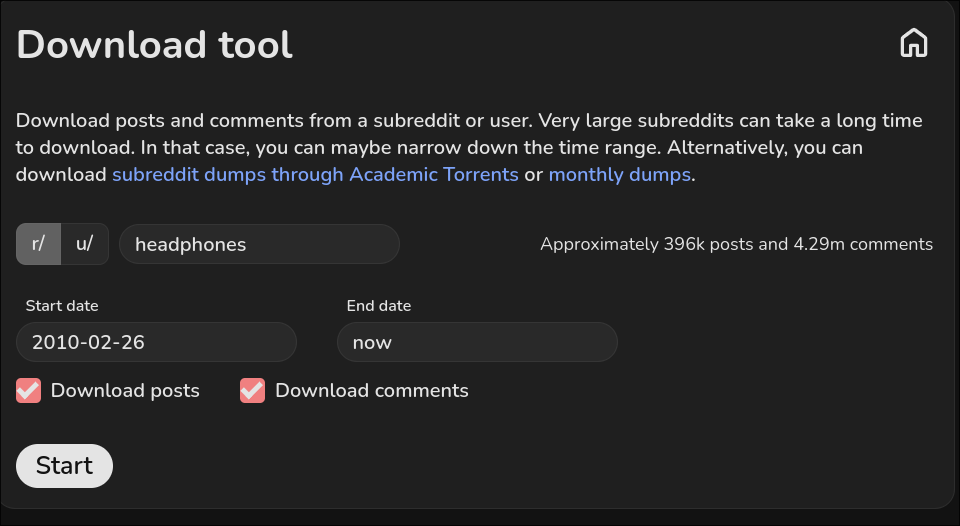 Download tool
Download posts and comments from a subreddit or user. Very large subreddits can take a long time
to download. In that case, you can maybe narrow down the time range. Alternatively, you can
download subreddit dumps through Academic Torrents or monthly dumps.
r/ u/ headphones Approximately 396k posts and 4.29m comments
Start date End date
2010-02-26 now
Download posts Download comments
Start